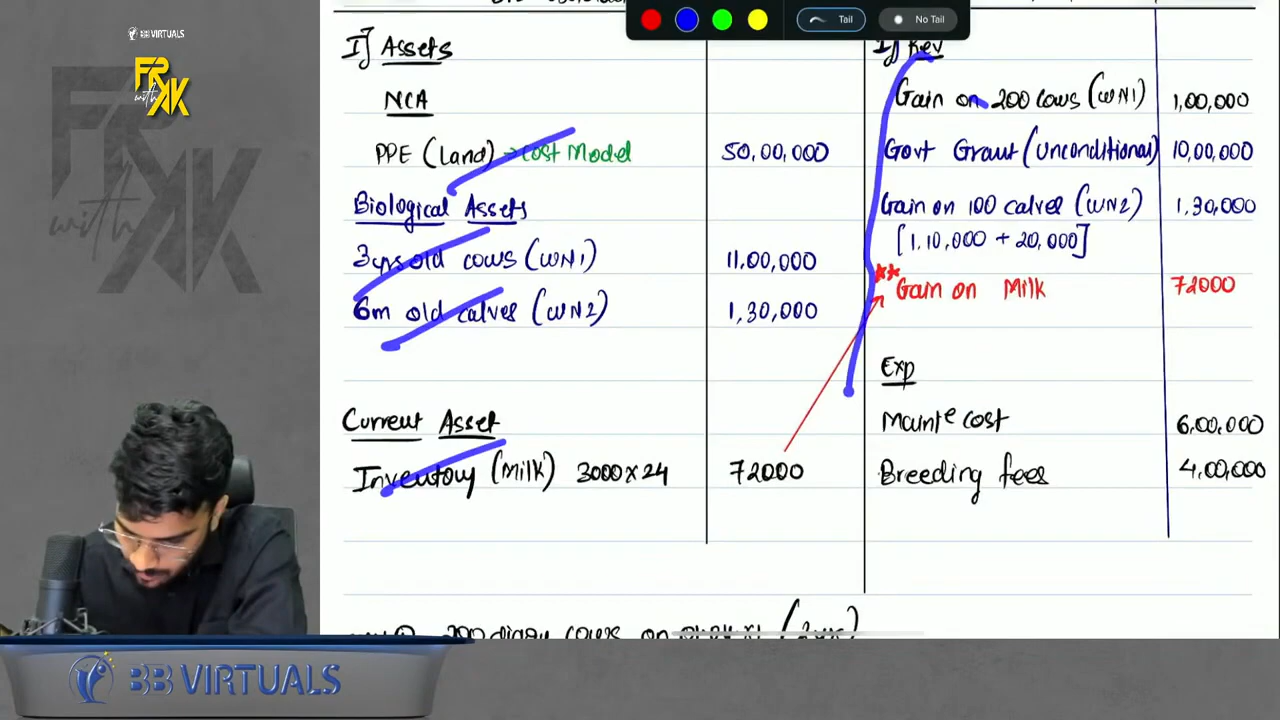 BB VIRTUALS
FR
with AK
Tail
No Tail
I] Assets
NCA
PPE (Land) → Cost Model 50,00,000
Biological Assets
3yrs old cows (WN1) 11,00,000
6m old calves (WN2) 1,30,000
Current Asset
Inventory (Milk) 3000×24 72000
I] Rev
Gain on 200 cows (WN1) 1,00,000
Govt Grant (Unconditional) 10,00,000
Gain on 100 calves (WN2) 1,30,000
[1,10,000 + 20,000]
** Gain on Milk 72000
Exp
Mainte cost 6,00,000
Breeding fees 4,00,000
200 diary cows on
BB VIRTUALS